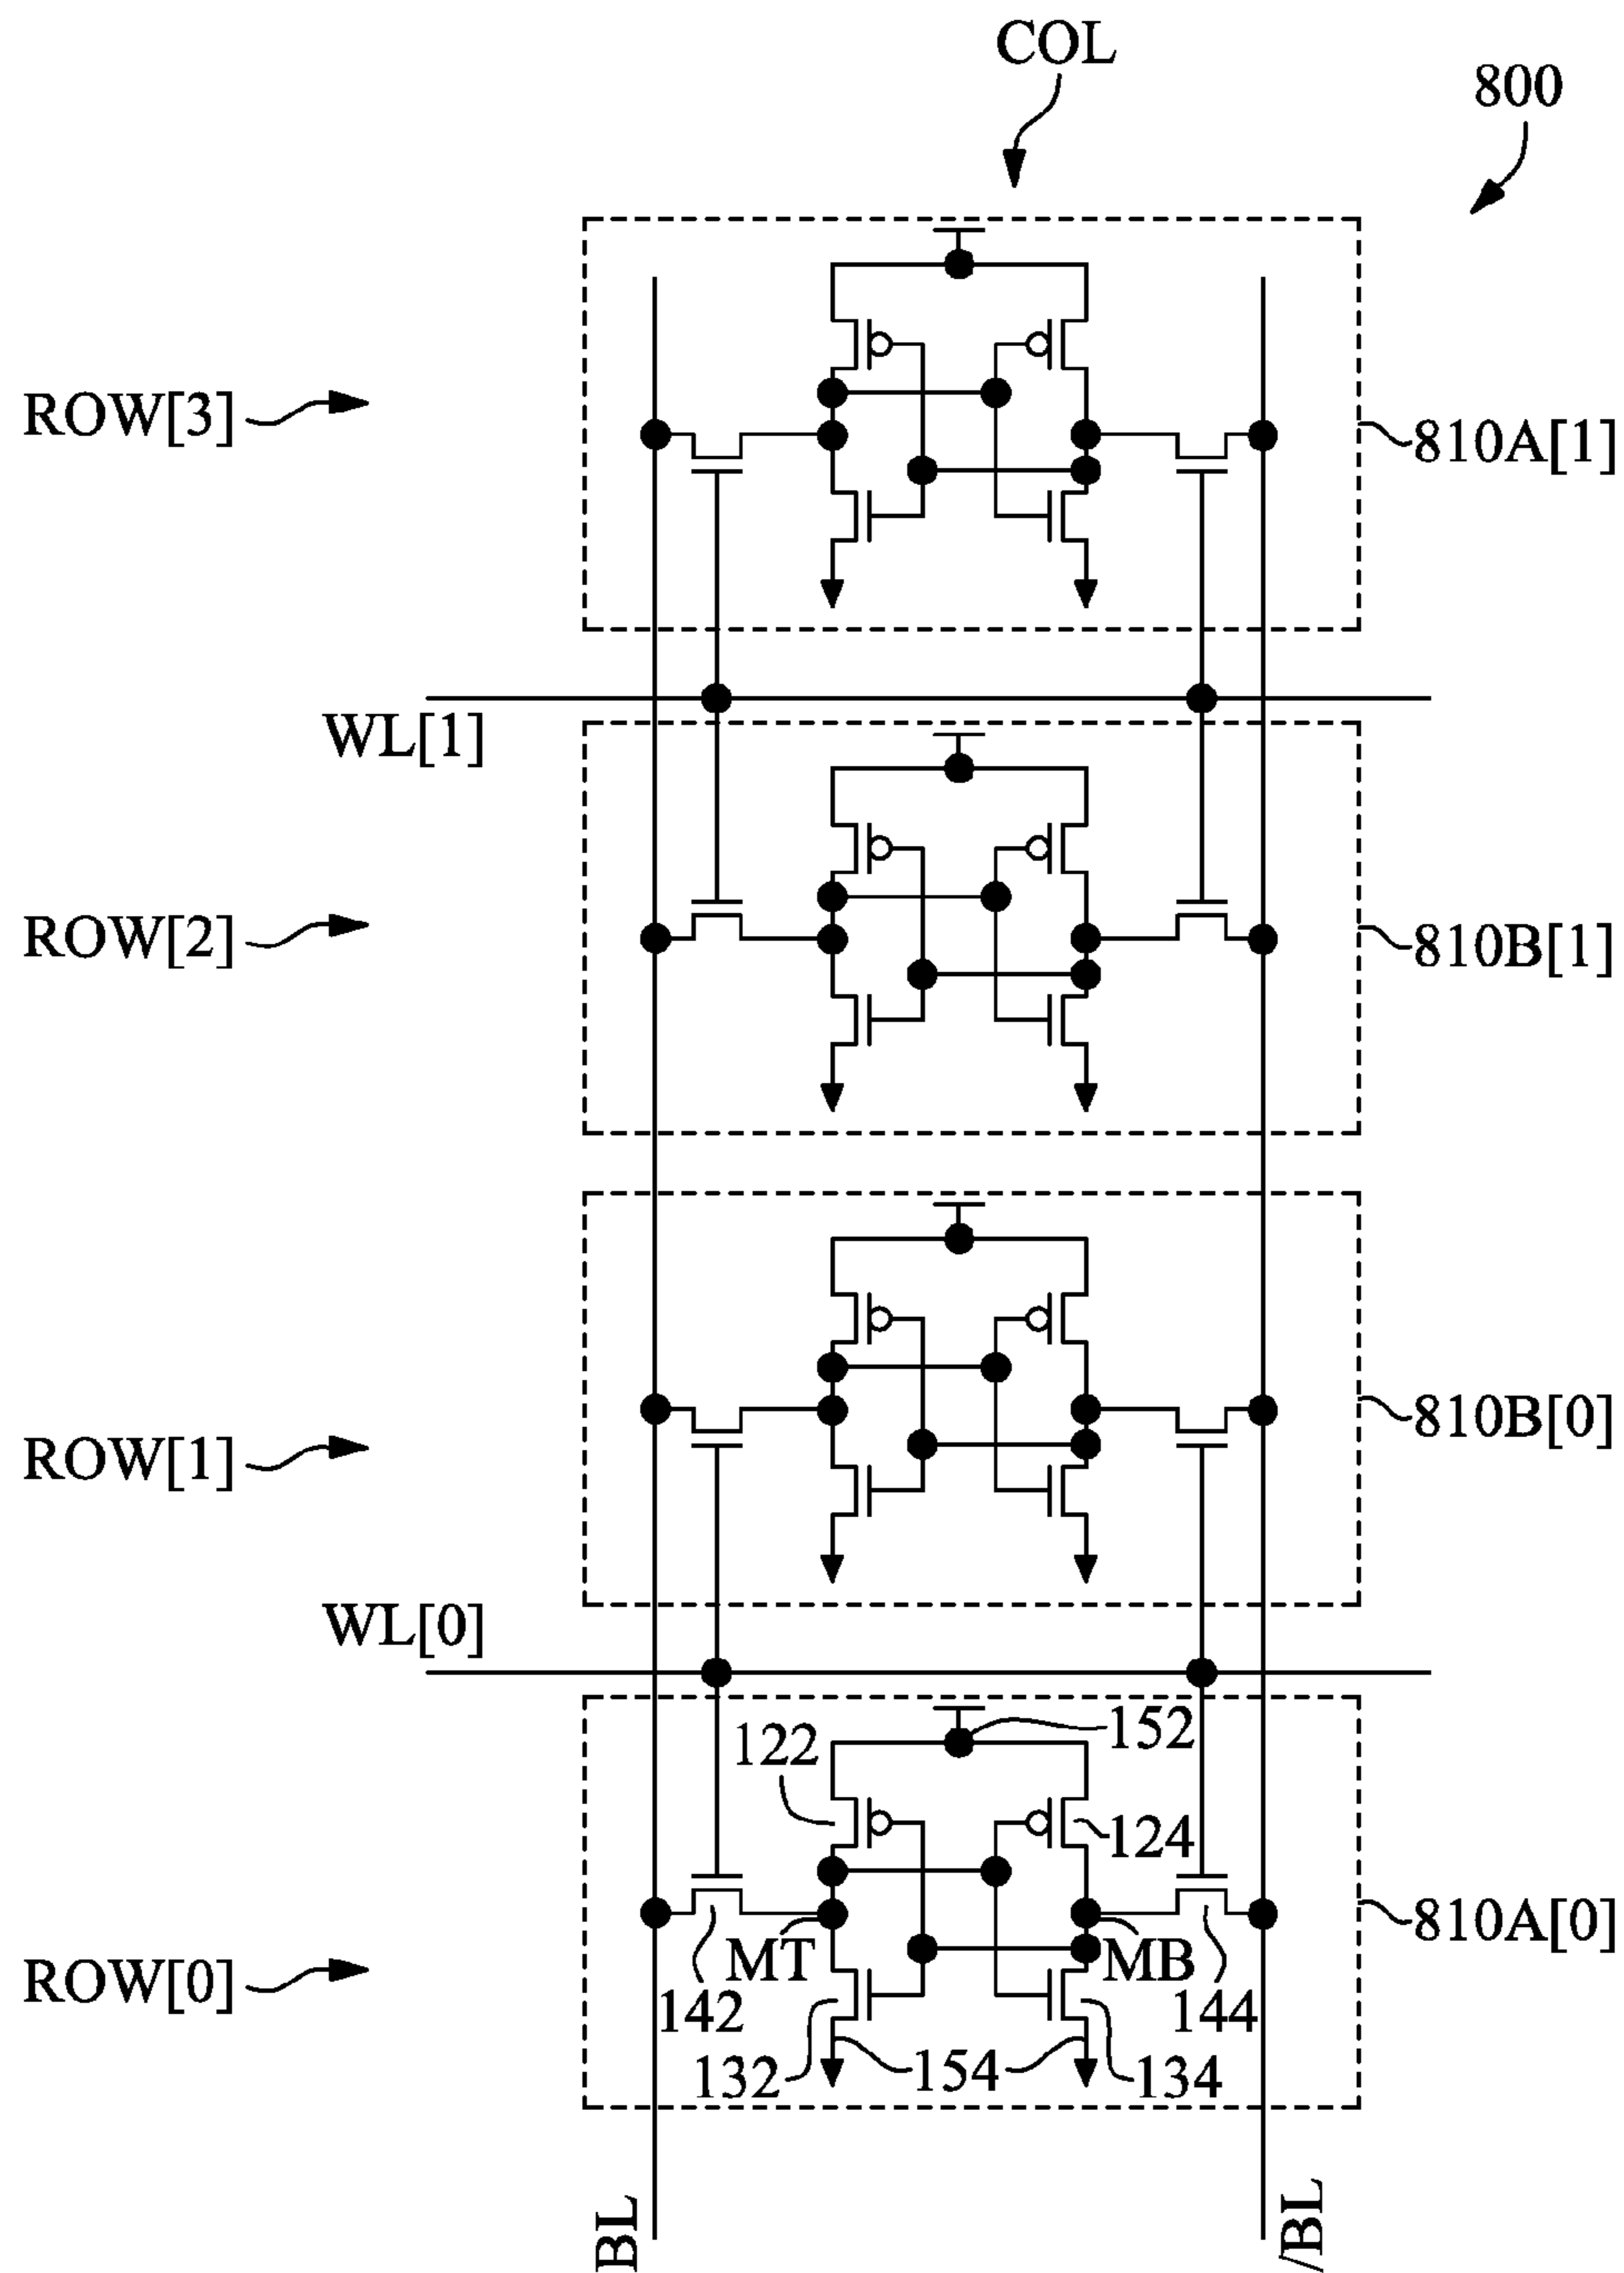 COL
800
ROW[3]
810A[1]
WL[1]
ROW[2]
810B[1]
ROW[1]
810B[0]
WL[0]
122
152
124
810A[0]
MT
MB
ROW[0]
142
144
132
154
134
BL
/BL